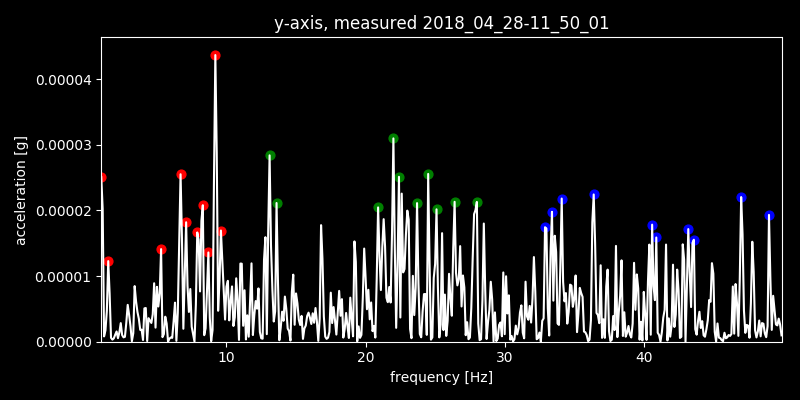 y-axis, measured 2018_04_28-11_50_01
acceleration [g]
0.00004
0.00003
0.00002
0.00001
0.00000
10 20 30 40
frequency [Hz]